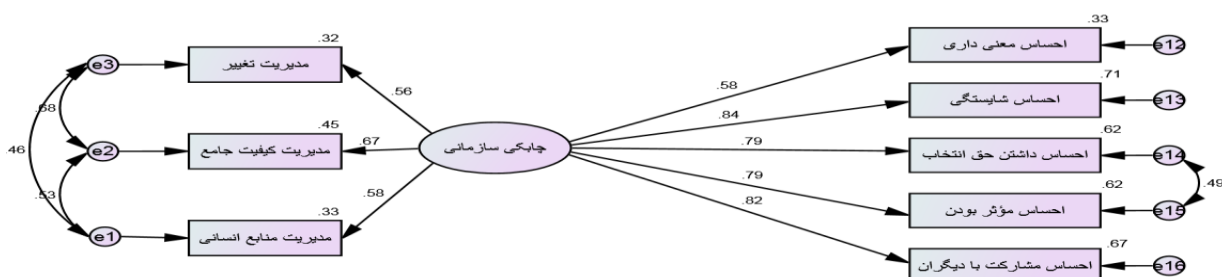 .32
.33
e3
مدیریت تغییر
احساس معنی داری
e12
.56
.58
.71
.68
احساس شایستگی
e13
.45
.84
.62
.46
e2
مدیریت کیفیت جامع
.67
چابکی سازمانی
.79
احساس داشتن حق انتخاب
e14
.53
.58
.79
.62
.49
.33
.82
احساس مؤثر بودن
e15
e1
مدیریت منابع انسانی
.67
احساس مشارکت با دیگران
e16